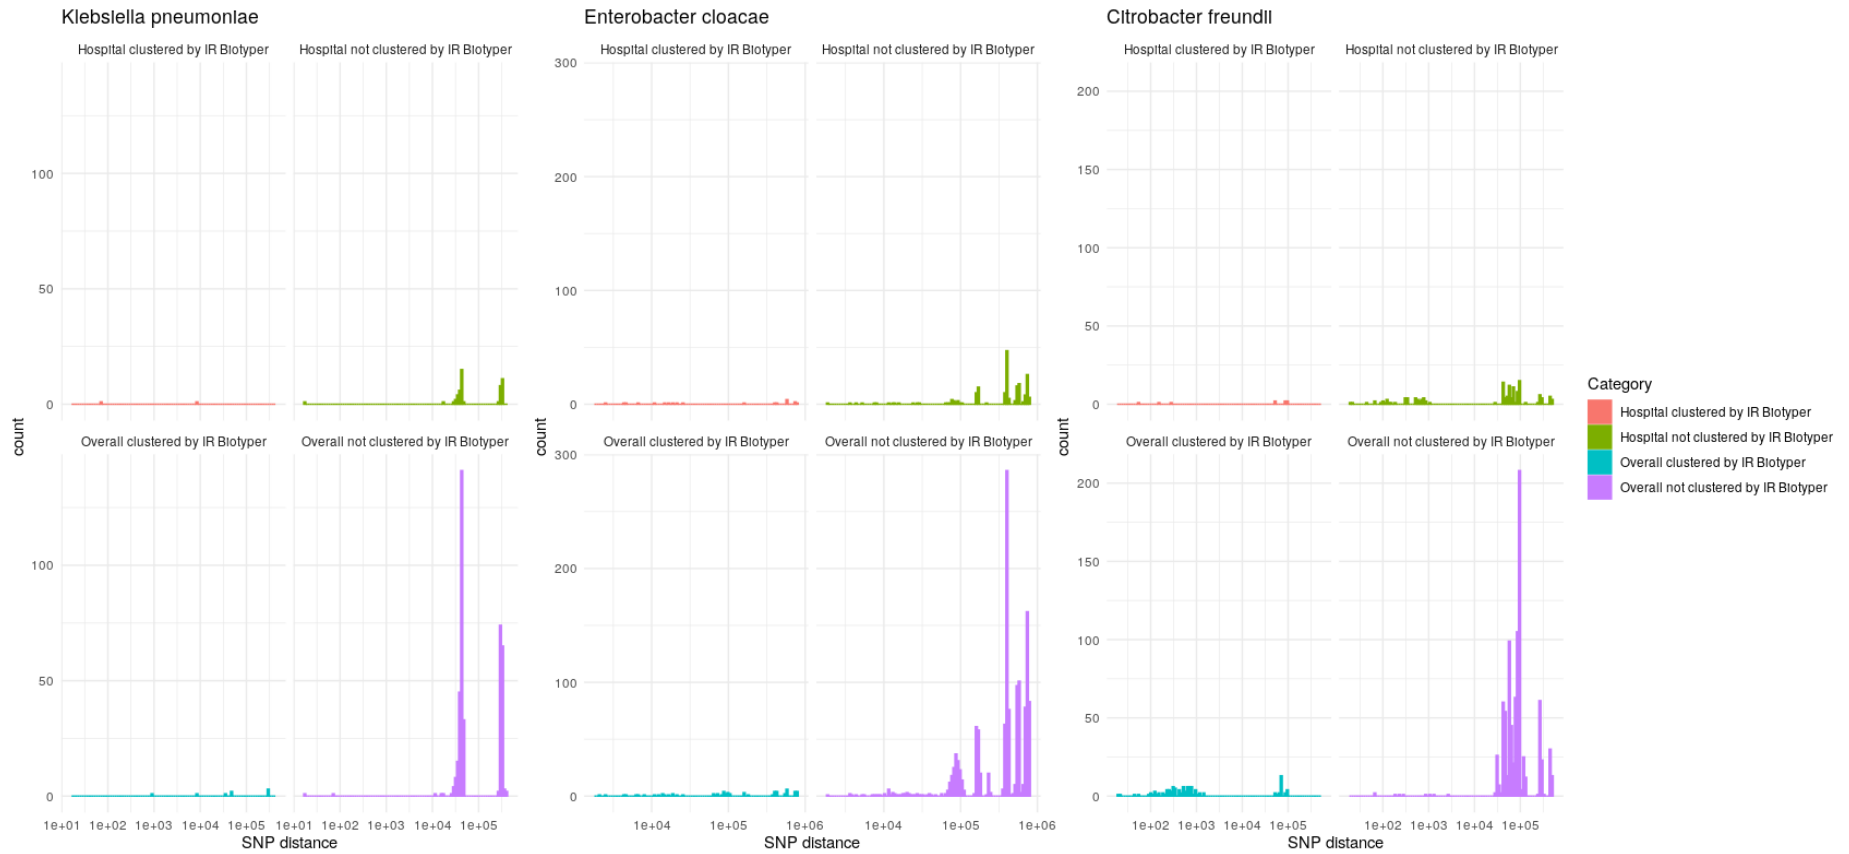 Klebsiella pneumoniae
Enterobacter cloacae
Citrobacter freundii
Hospital clustered by IR Biotyper
Hospital not clustered by IR Biotyper
Hospital clustered by IR Biotyper
Hospital not clustered by IR Biotyper
Hospital clustered by IR Biotyper
Hospital not clustered by IR Biotyper
100
50
0
300
200
100
0
200
150
100
50
0
count
count
count
Overall clustered by IR Biotyper
Overall not clustered by IR Biotyper
Overall clustered by IR Biotyper
Overall not clustered by IR Biotyper
Overall clustered by IR Biotyper
Overall not clustered by IR Biotyper
100
50
0
300
200
100
0
200
150
100
50
0
1e+01 1e+02 1e+03 1e+04 1e+05 1e+01 1e+02 1e+03 1e+04 1e+05
1e+04 1e+05 1e+06 1e+04 1e+05 1e+06
1e+02 1e+03 1e+04 1e+05 1e+02 1e+03 1e+04 1e+05
SNP distance
SNP distance
SNP distance
Category
Hospital clustered by IR Biotyper
Hospital not clustered by IR Biotyper
Overall clustered by IR Biotyper
Overall not clustered by IR Biotyper